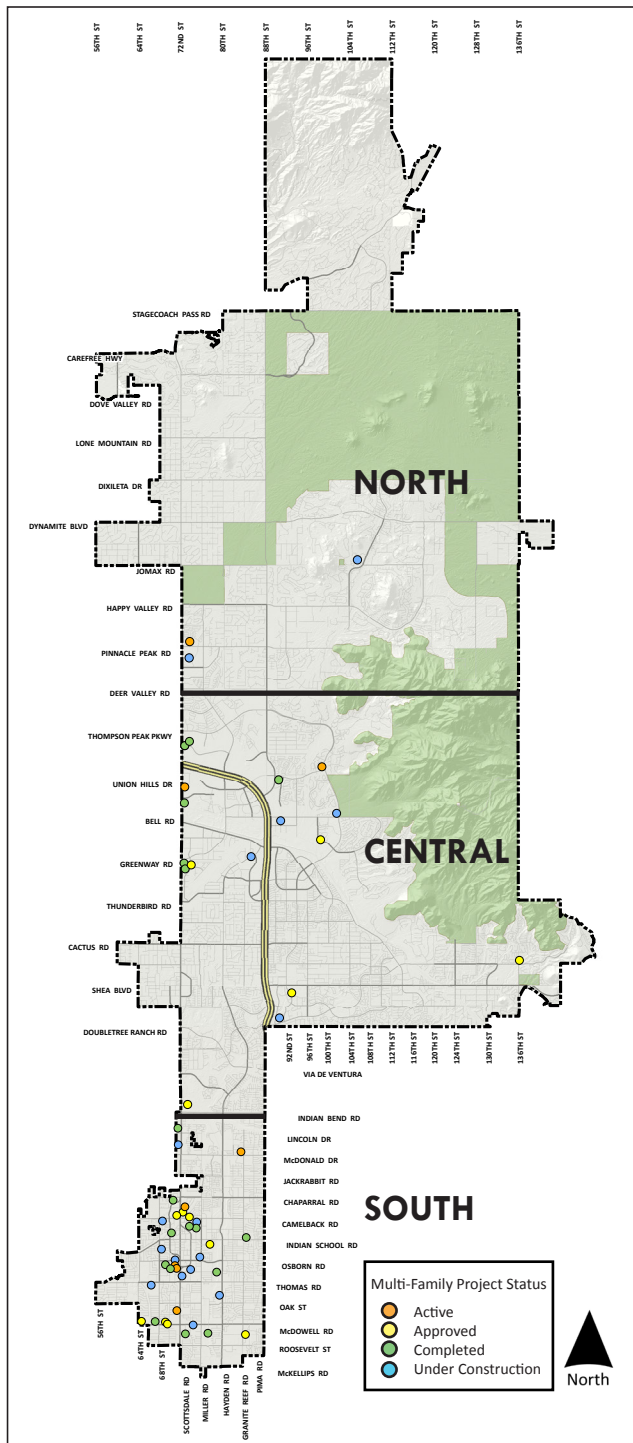 56TH ST
64TH ST
72ND ST
80TH ST
88TH ST
96TH ST
104TH ST
112TH ST
120TH ST
128TH ST
136TH ST
STAGECOACH PASS RD
CAREFREE HWY
DOVE VALLEY RD
LONE MOUNTAIN RD
NORTH
DIXILETA DR
DYNAMITE BLVD
JOMAX RD
HAPPY VALLEY RD
PINNACLE PEAK RD
DEER VALLEY RD
THOMPSON PEAK PKWY
UNION HILLS DR
BELL RD
CENTRAL
GREENWAY RD
THUNDERBIRD RD
CACTUS RD
SHEA BLVD
DOUBLETREE RANCH RD
92ND ST
96TH ST
100TH ST
104TH ST
108TH ST
112TH ST
116TH ST
120TH ST
124TH ST
130TH ST
136TH ST
VIA DE VENTURA
INDIAN BEND RD
LINCOLN DR
McDONALD DR
JACKRABBIT RD
CHAPARRAL RD
SOUTH
CAMELBACK RD
INDIAN SCHOOL RD
OSBORN RD
THOMAS RD
OAK ST
McDOWELL RD
ROOSEVELT ST
McKELLIPS RD
56TH ST
64TH ST
68TH ST
SCOTTSDALE RD
MILLER RD
HAYDEN RD
GRANITE REEF RD
PIMA RD
Multi-Family Project Status
Active
Approved
Completed
Under Construction
North